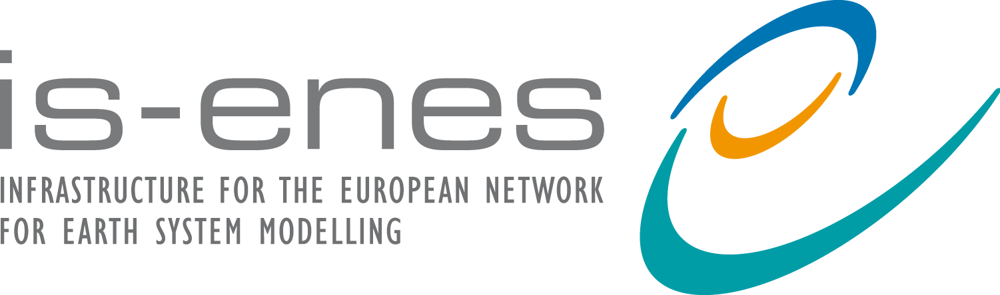 is-enes
INFRASTRUCTURE FOR THE EUROPEAN NETWORK
FOR EARTH SYSTEM MODELLING